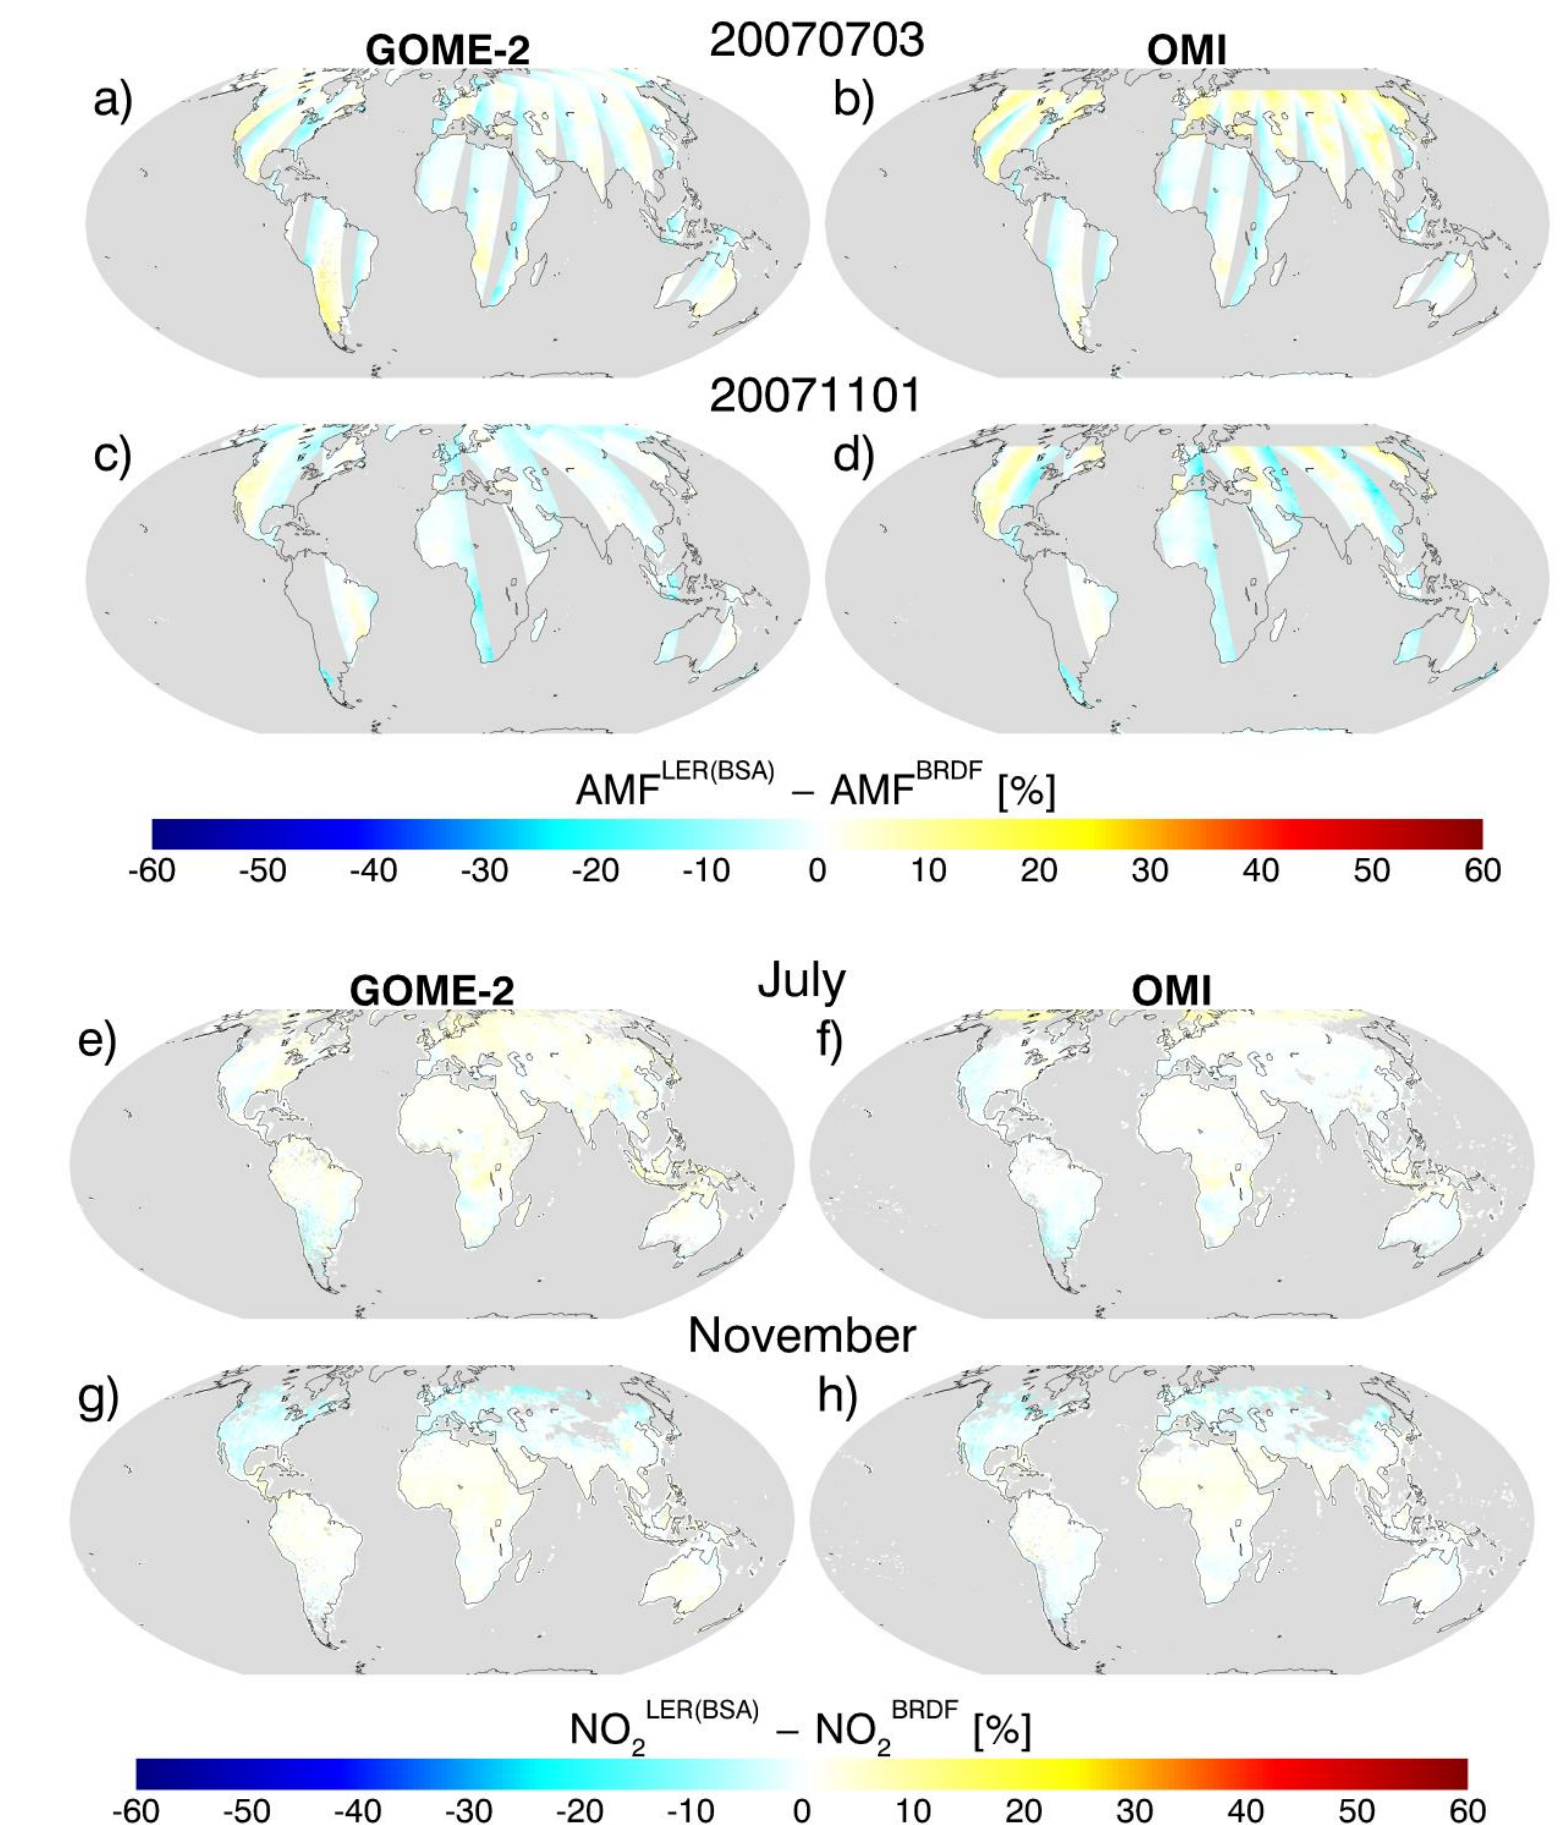 20070703
GOME-2 OMI
a) b)
20071101
c) d)
AMF^LER(BSA) – AMF^BRDF [%]
-60 -50 -40 -30 -20 -10 0 10 20 30 40 50 60
July
GOME-2 OMI
e) f)
November
g) h)
NO₂^LER(BSA) – NO₂^BRDF [%]
-60 -50 -40 -30 -20 -10 0 10 20 30 40 50 60